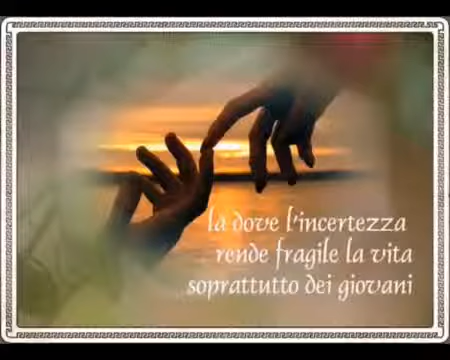 la dove l'incertezza
rende fragile la vita
soprattutto dei giovani